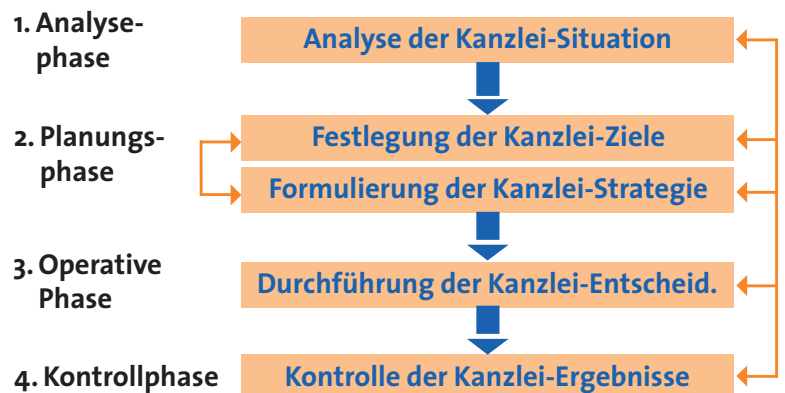 1. Analyse-
phase
Analyse der Kanzlei-Situation
2. Planungs-
phase
Festlegung der Kanzlei-Ziele
Formulierung der Kanzlei-Strategie
3. Operative
Phase
Durchführung der Kanzlei-Entscheid.
4. Kontrollphase
Kontrolle der Kanzlei-Ergebnisse